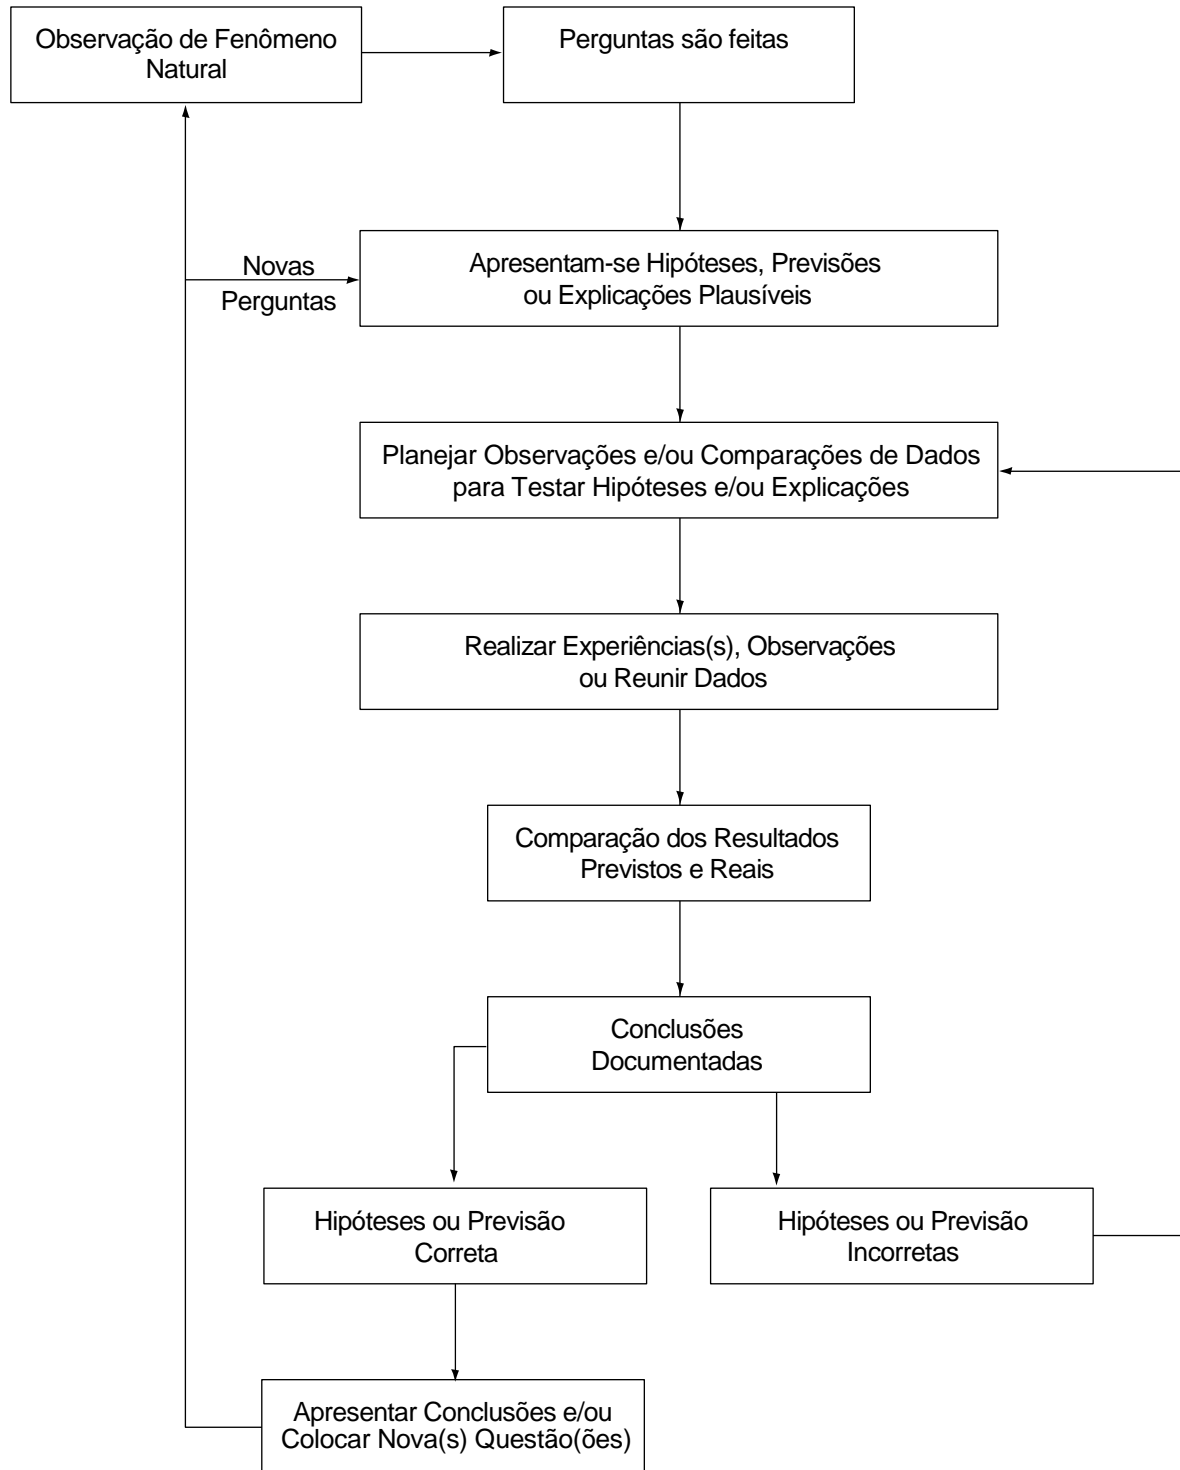 Observação de Fenômeno
Natural
Perguntas são feitas
Novas
Perguntas
Apresentam-se Hipóteses, Previsões
ou Explicações Plausíveis
Planejar Observações e/ou Comparações de Dados
para Testar Hipóteses e/ou Explicações
Realizar Experiências(s), Observações
ou Reunir Dados
Comparação dos Resultados
Previstos e Reais
Conclusões
Documentadas
Hipóteses ou Previsão
Correta
Hipóteses ou Previsão
Incorretas
Apresentar Conclusões e/ou
Colocar Nova(s) Questão(ões)